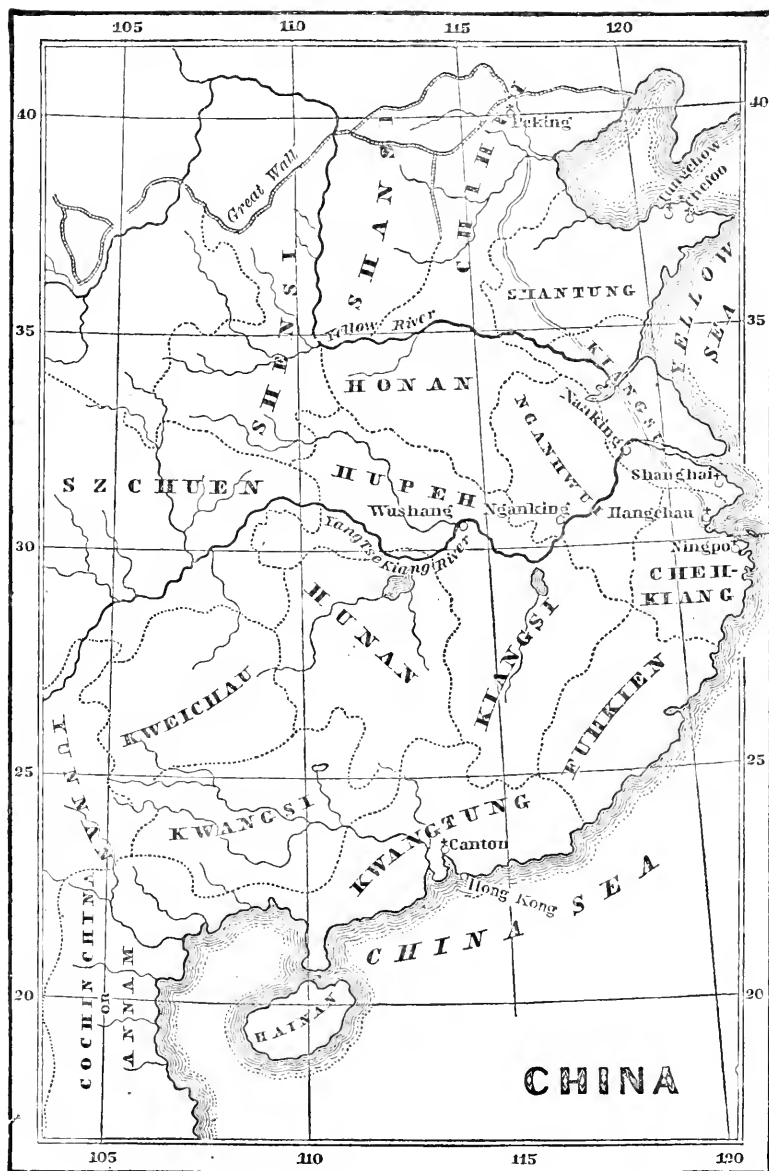 105 110 115 120
40 40
Peking
Great Wall
SHANSI
CHIHLI
Tungchow
Chefoo
SHENSI
SHANTUNG
YELLOW SEA
35 35
Yellow River
KIANGSU
HONAN
Nanking
NGANHWUI
SZCHUEN
HUPEH
Shanghai
Wushang
Nganking
Hangchau
30 30
Yang Tse Kiang River
Ningpo
CHEH-
KIANG
HUNAN
KIANGSI
KWEICHAU
FUHKIEN
YUNNAN
25 25
KWANGSI
KWANGTUNG
Canton
Hong Kong
CHINA SEA
COCHIN CHINA
OR
ANNAM
20 20
HAINAN
CHINA
105 110 115 120